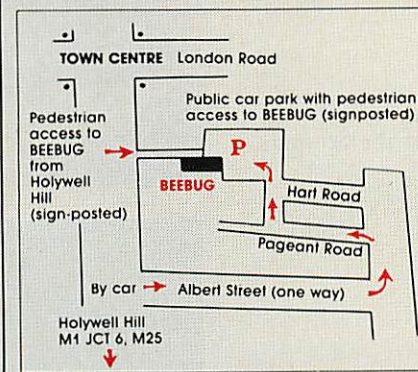 TOWN CENTRE London Road
Public car park with pedestrian
access to BEEBUG (signposted)
Pedestrian
access to
BEEBUG
from
Holywell
Hill
(sign-posted)
P
BEEBUG
Hart Road
Pageant Road
By car
Albert Street (one way)
Holywell Hill
M1 JCT 6, M25